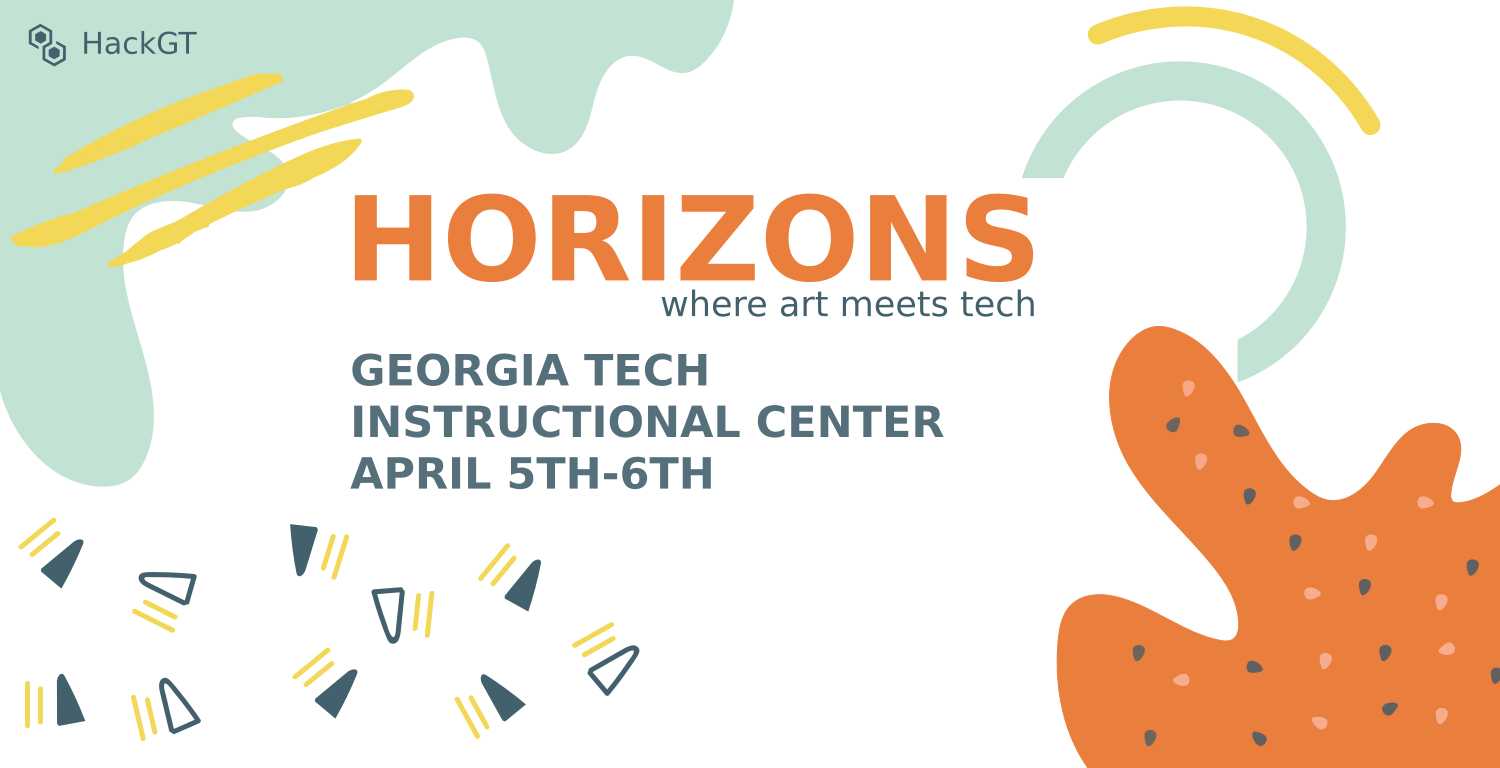 HackGT
HORIZONS
where art meets tech
GEORGIA TECH
INSTRUCTIONAL CENTER
APRIL 5TH-6TH